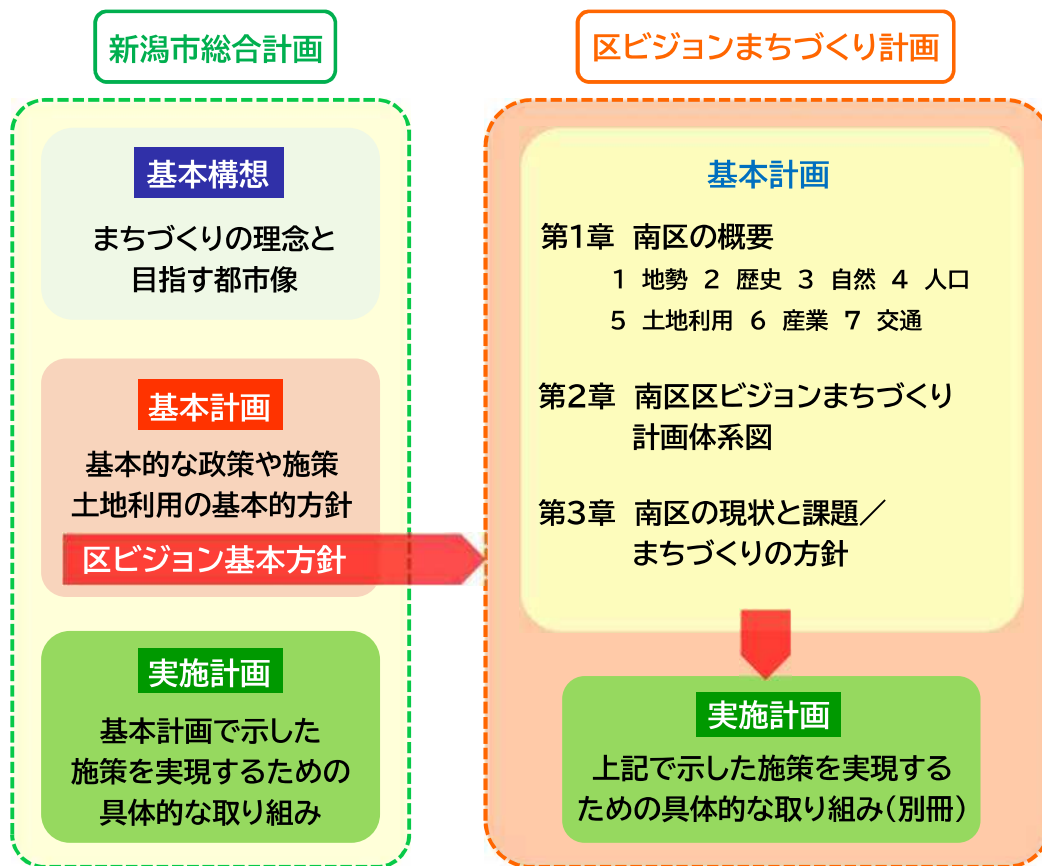 新潟市総合計画
基本構想
まちづくりの理念と
目指す都市像
基本計画
基本的な政策や施策
土地利用の基本的方針
区ビジョン基本方針
実施計画
基本計画で示した
施策を実現するための
具体的な取り組み
区ビジョンまちづくり計画
基本計画
第1章 南区の概要
1 地勢 2 歴史 3 自然 4 人口
5 土地利用 6 産業 7 交通
第2章 南区区ビジョンまちづくり
計画体系図
第3章 南区の現状と課題／
まちづくりの方針
実施計画
上記で示した施策を実現する
ための具体的な取り組み（別冊）